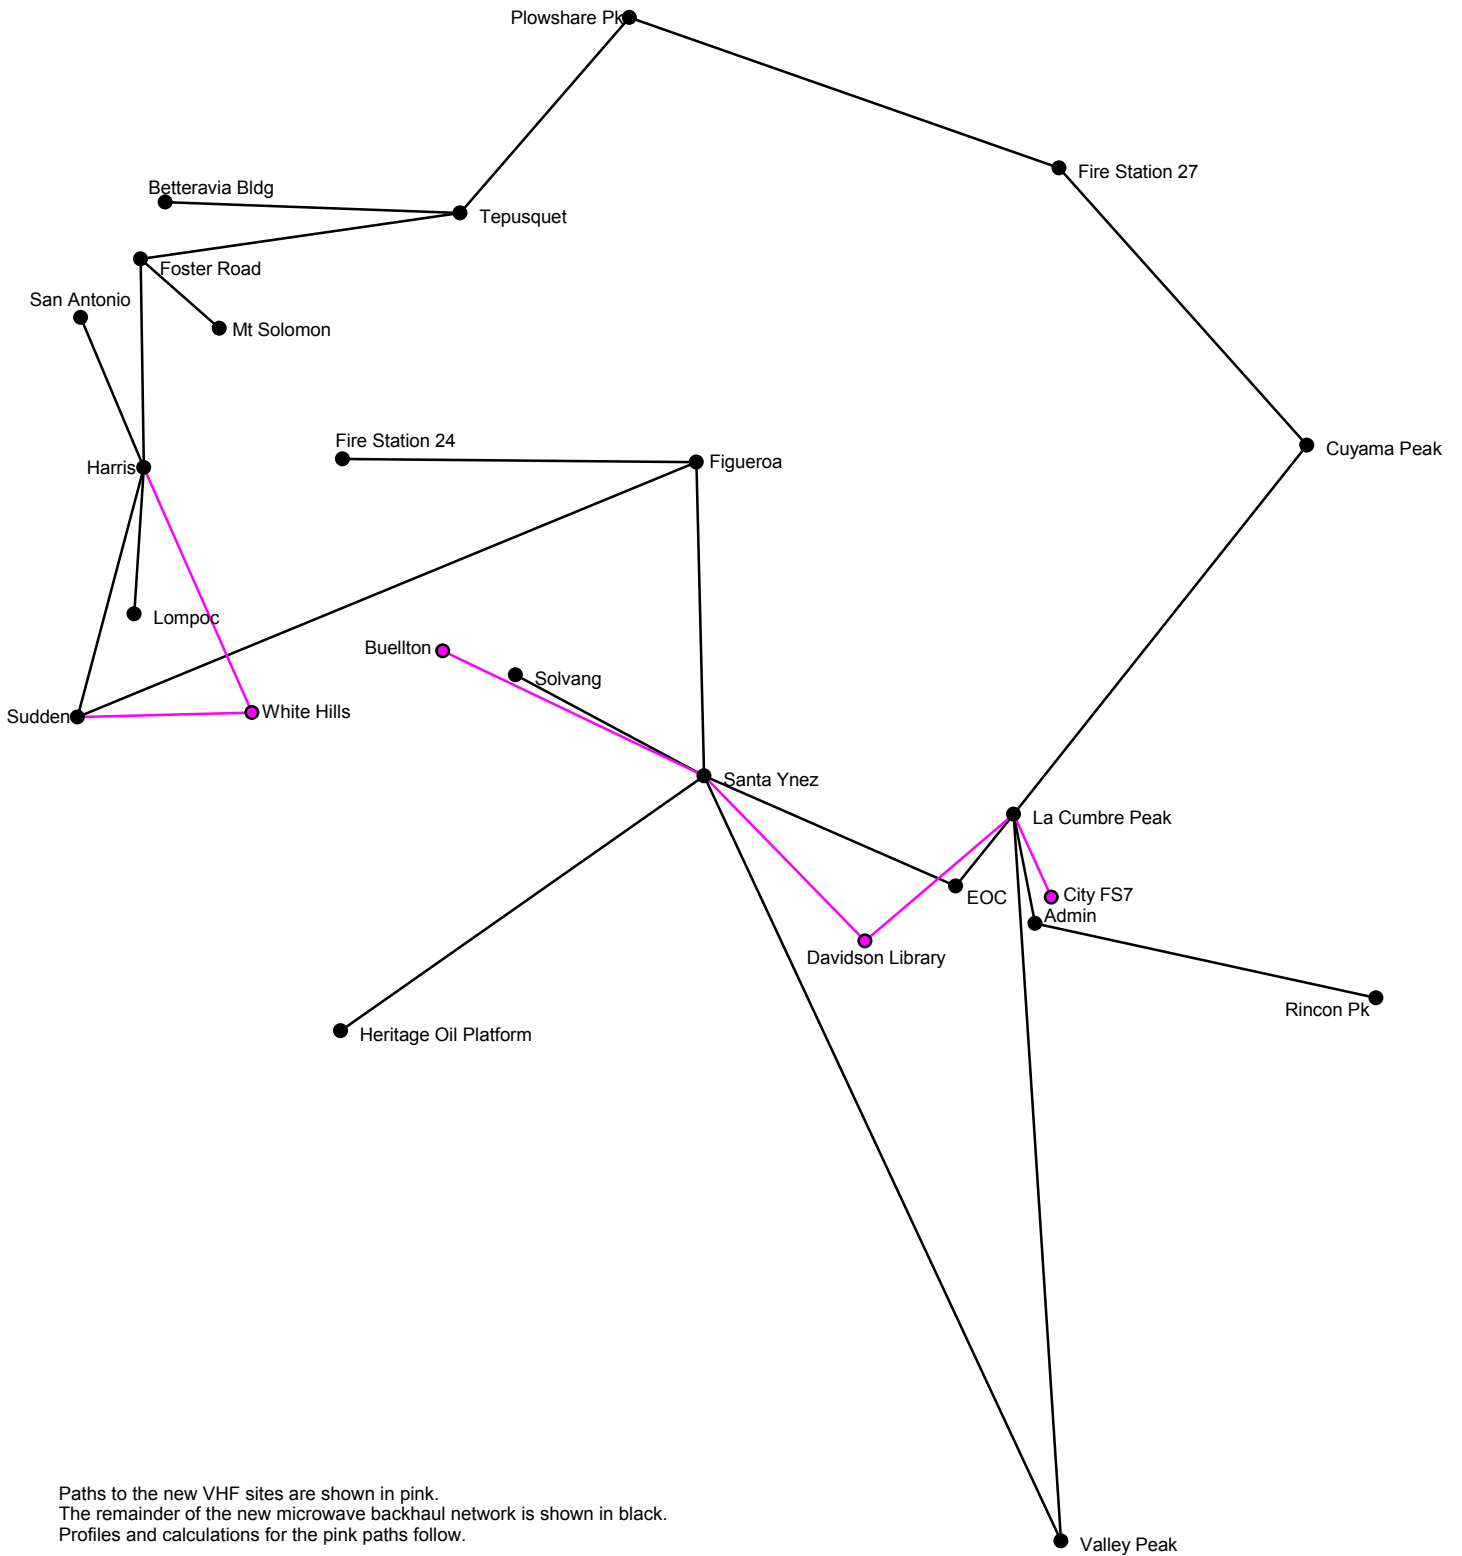 Plowshare Pk
Fire Station 27
Betteravia Bldg
Tepusquet
Foster Road
San Antonio
Mt Solomon
Fire Station 24
Cuyama Peak
Figueroa
Harris
Lompoc
Buellton
Solvang
Sudden
White Hills
Santa Ynez
La Cumbre Peak
EOC
City FS7
Admin
Davidson Library
Rincon Pk
Heritage Oil Platform
Paths to the new VHF sites are shown in pink.
The remainder of the new microwave backhaul network is shown in black.
Profiles and calculations for the pink paths follow.
Valley Peak